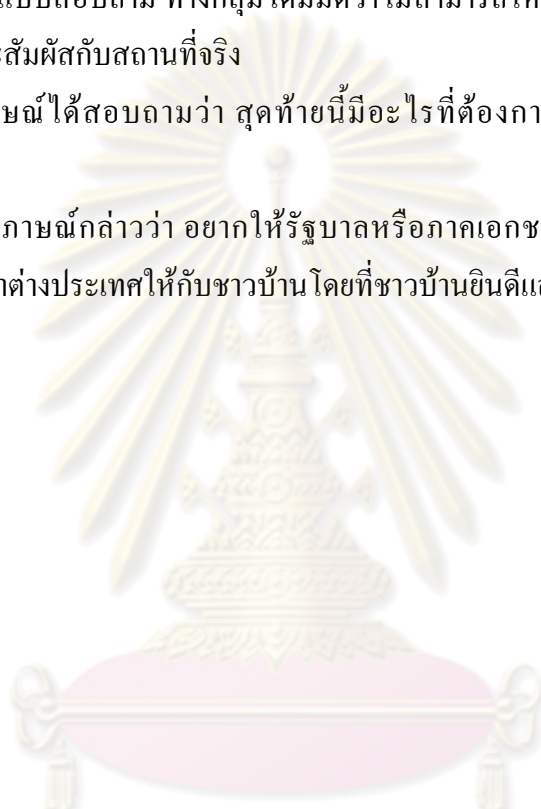 แบบสอบถาม ทางกลุ่มได้มีมติว่าไม่สามารถให้
สัมผัสกับสถานที่จริง
ษณ์ได้สอบถามว่า สุดท้ายนี้มีอะไรที่ต้องกา
ภาษณ์กล่าวว่า อยากให้รัฐบาลหรือภาคเอกช
าต่างประเทศให้กับชาวบ้านโดยที่ชาวบ้านยินดีแ